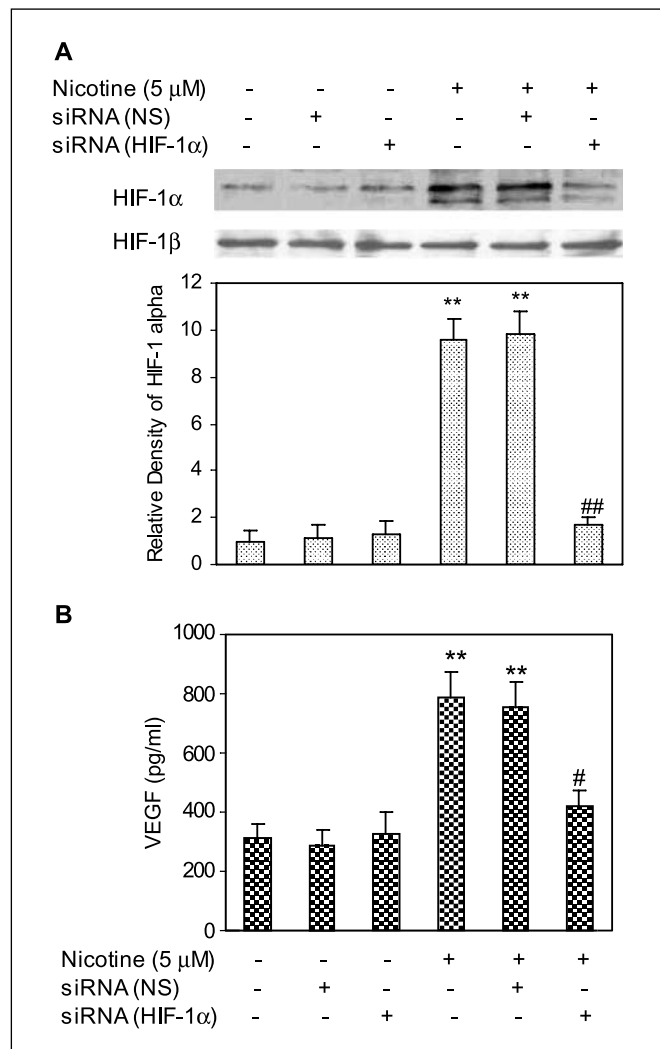 A
Nicotine (5 μM) - - - + + +
siRNA (NS) - + - - + -
siRNA (HIF-1α) - - + - - +
HIF-1α
HIF-1β
12
10
8
6
4
2
0
Relative Density of HIF-1 alpha
** **
##
B
1000
800
600
400
200
0
VEGF (pg/ml)
** **
#
Nicotine (5 μM) - - - + + +
siRNA (NS) - + - - + -
siRNA (HIF-1α) - - + - - +